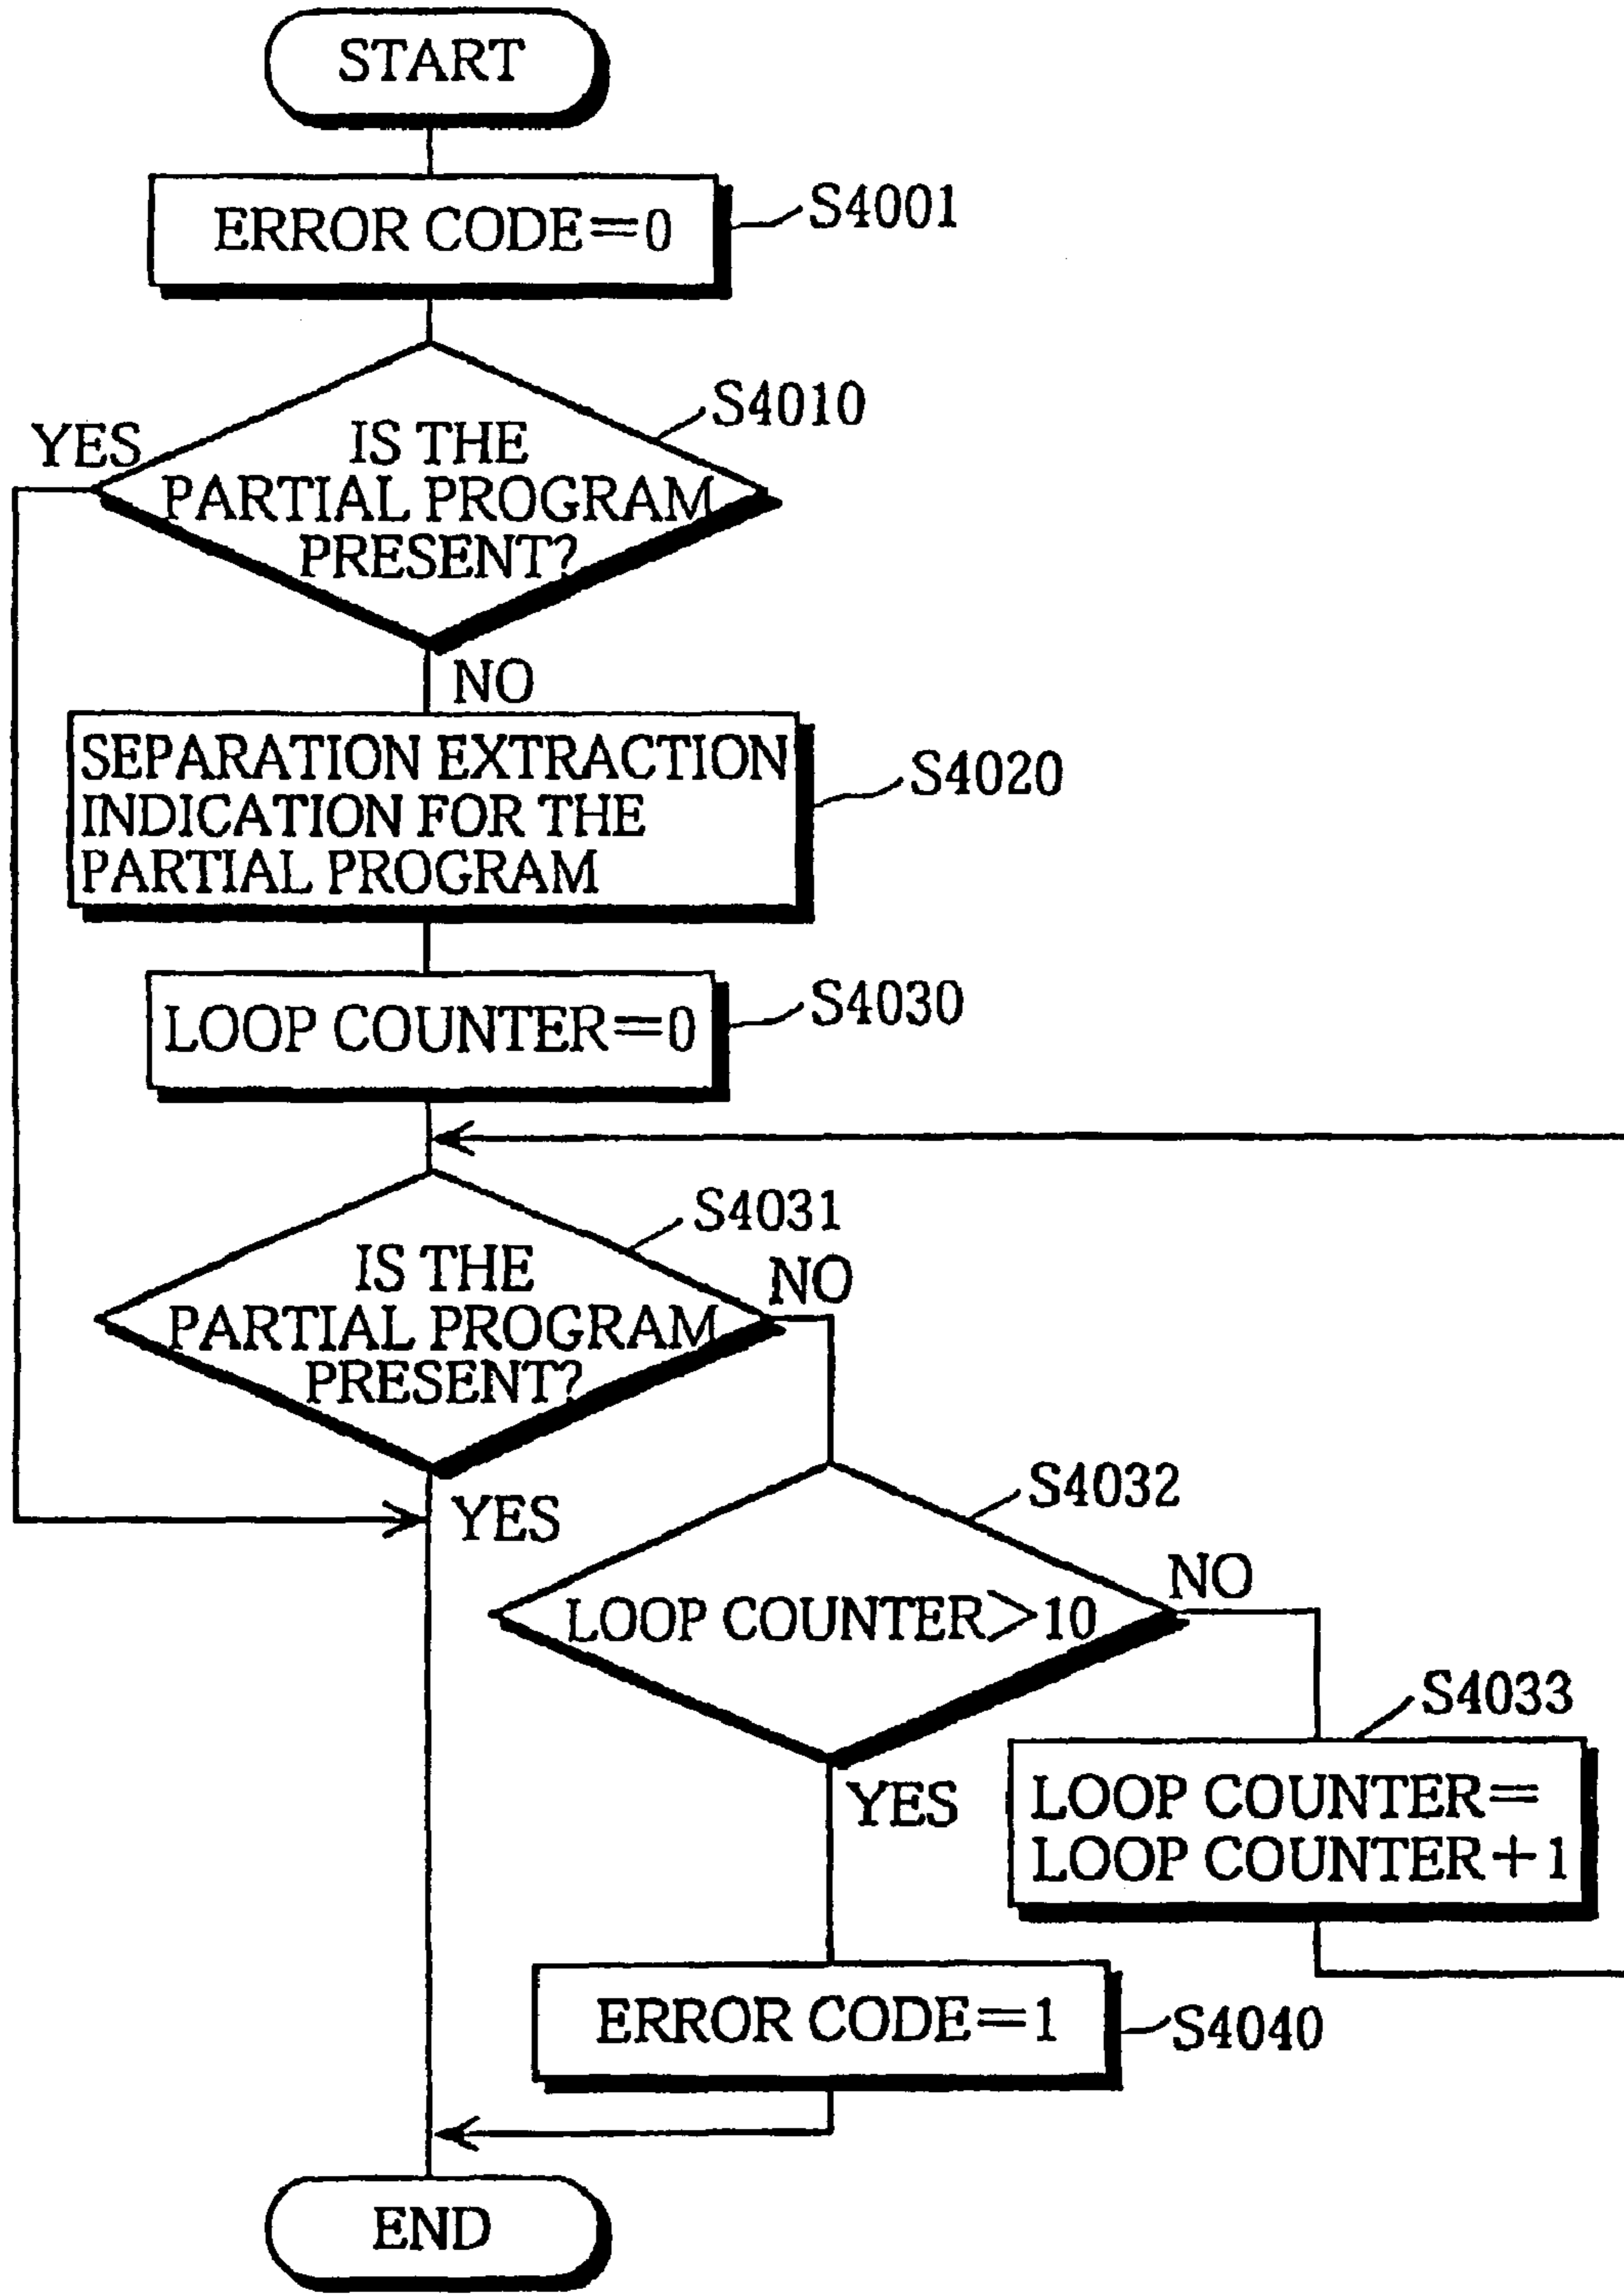 START
ERROR CODE=0
S4001
S4010
YES
IS THE
PARTIAL PROGRAM
PRESENT?
NO
SEPARATION EXTRACTION
INDICATION FOR THE
PARTIAL PROGRAM
S4020
LOOP COUNTER=0
S4030
S4031
IS THE
PARTIAL PROGRAM
PRESENT?
NO
YES
S4032
LOOP COUNTER>10
NO
YES
S4033
LOOP COUNTER=
LOOP COUNTER+1
ERROR CODE=1
S4040
END